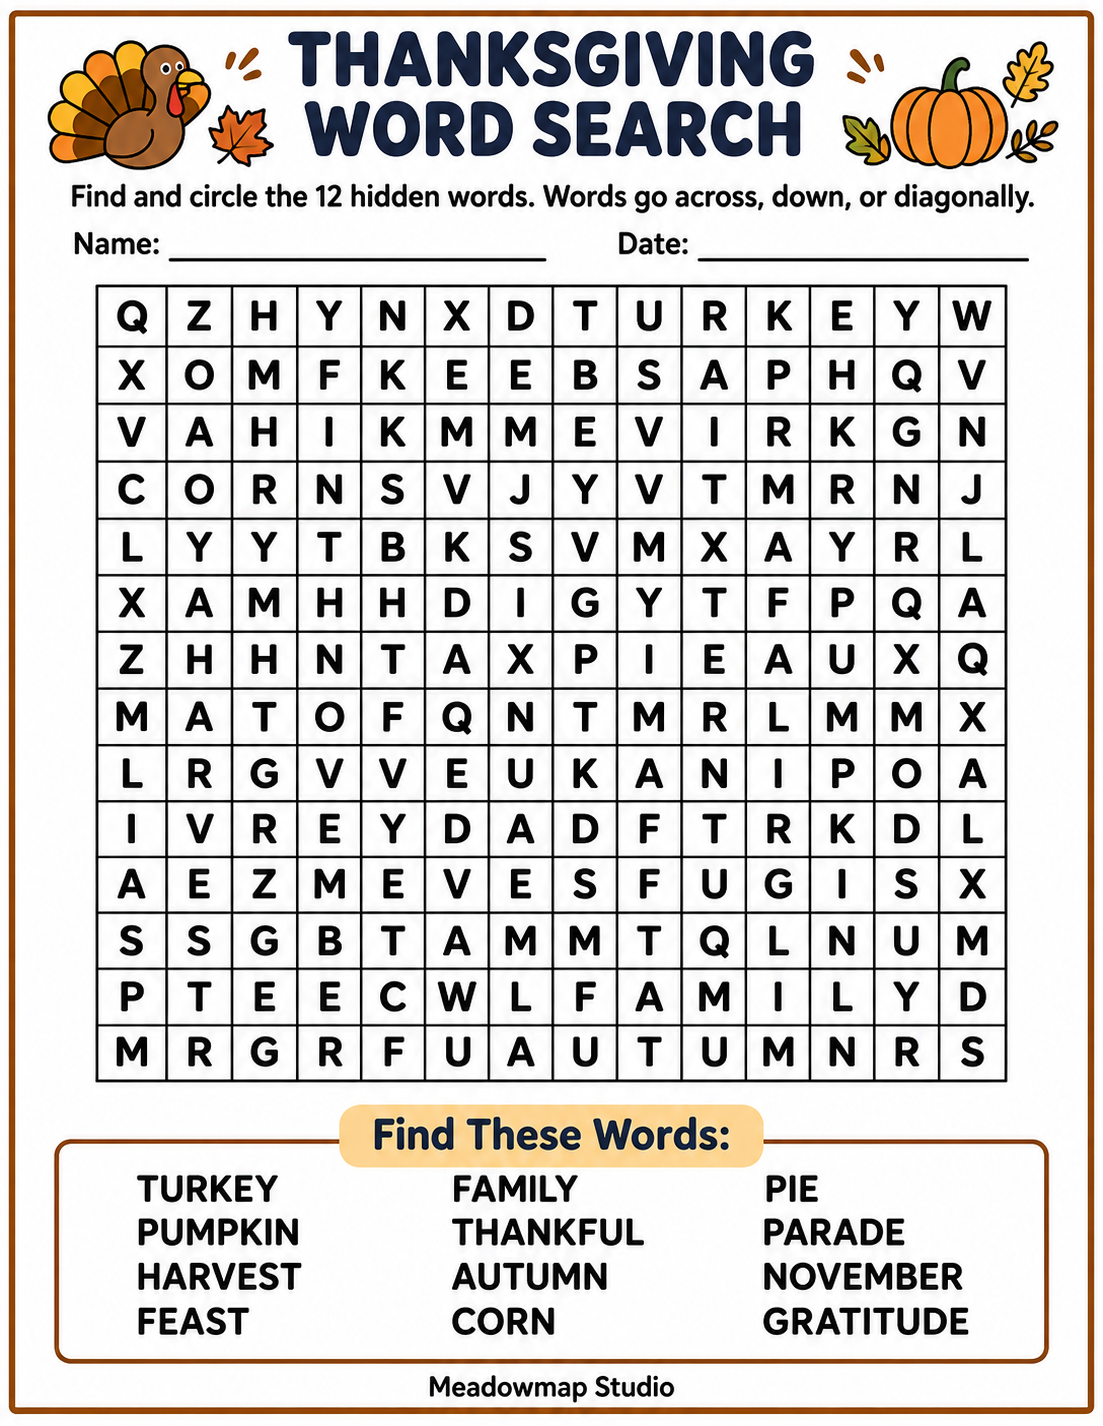 THANKSGIVING
WORD SEARCH
Find and circle the 12 hidden words. Words go across, down, or diagonally.
Name: Date:
Q Z H Y N X D T U R K E Y W
X O M F K E E B S A P H Q V
V A H I K M M E V I R K G N
C O R N S V J Y V T M R N J
L Y Y T B K S V M X A Y R L
X A M H H D I G Y T F P Q A
Z H H N T A X P I E A U X Q
M A T O F Q N T M R L M M X
L R G V V E U K A N I P O A
I V R E Y D A D F T R K D L
A E Z M E V E S F U G I S X
S S G B T A M M T Q L N U M
P T E E C W L F A M I L Y D
M R G R F U A U T U M N R S
Find These Words:
TURKEY FAMILY PIE
PUMPKIN THANKFUL PARADE
HARVEST AUTUMN NOVEMBER
FEAST CORN GRATITUDE
Meadowmap Studio